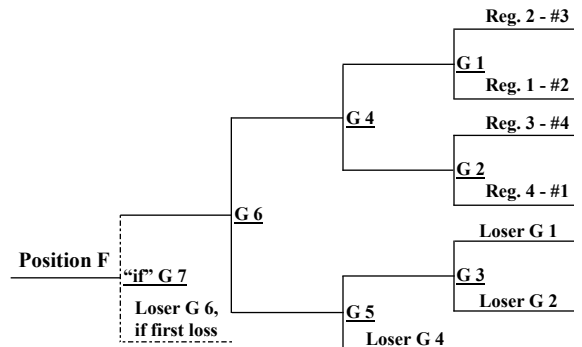 Reg. 2 - #3
G 1
Reg. 1 - #2
G 4
Reg. 3 - #4
G 2
Reg. 4 - #1
G 6
Loser G 1
Position F
"if" G 7
G 3
Loser G 6,
if first loss
Loser G 2
G 5
Loser G 4